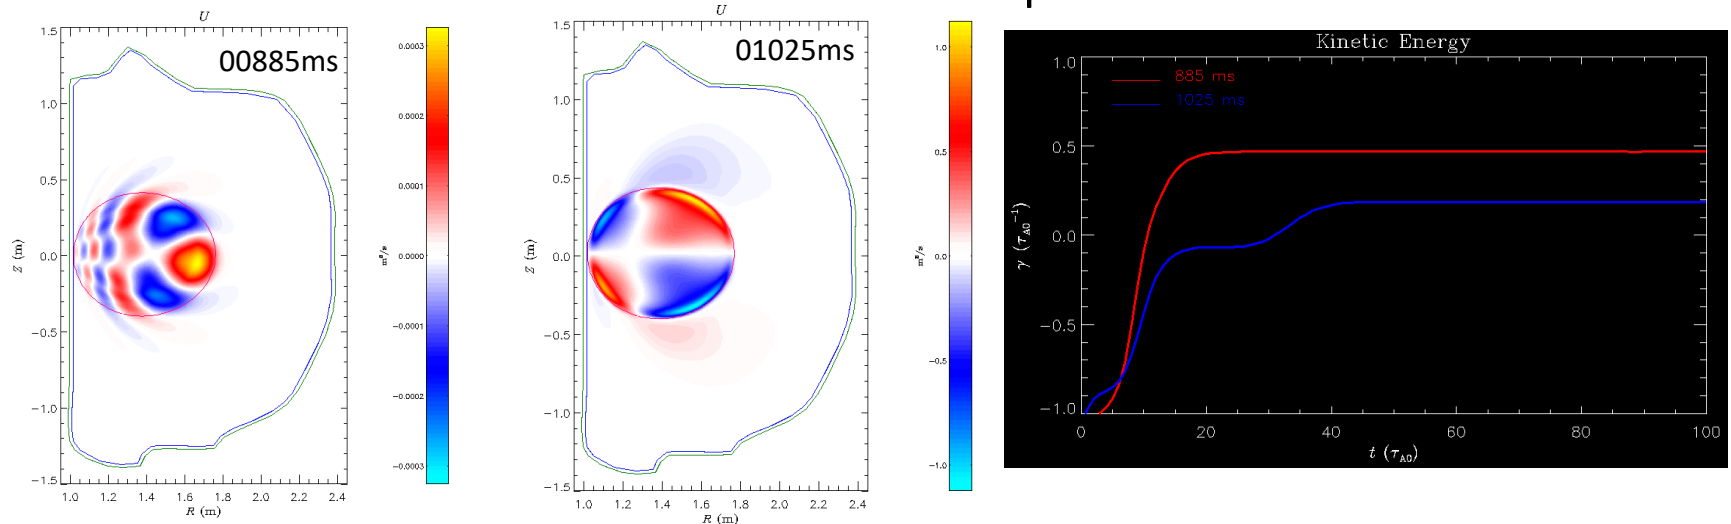 U
00885ms
1.5
1.0
0.5
0.0
−0.5
−1.0
−1.5
Z (m)
1.0 1.2 1.4 1.6 1.8 2.0 2.2 2.4
R (m)
0.0003
0.0002
0.0001
0.0000
−0.0001
−0.0002
−0.0003
m²/s
U
01025ms
1.5
1.0
0.5
0.0
−0.5
−1.0
−1.5
Z (m)
1.0 1.2 1.4 1.6 1.8 2.0 2.2 2.4
R (m)
1.0
0.5
0.0
−0.5
−1.0
m²/s
Kinetic Energy
885 ms
1025 ms
1.0
0.5
0.0
−0.5
−1.0
γ (τ_A0⁻¹)
0 20 40 60 80 100
t (τ_A0)